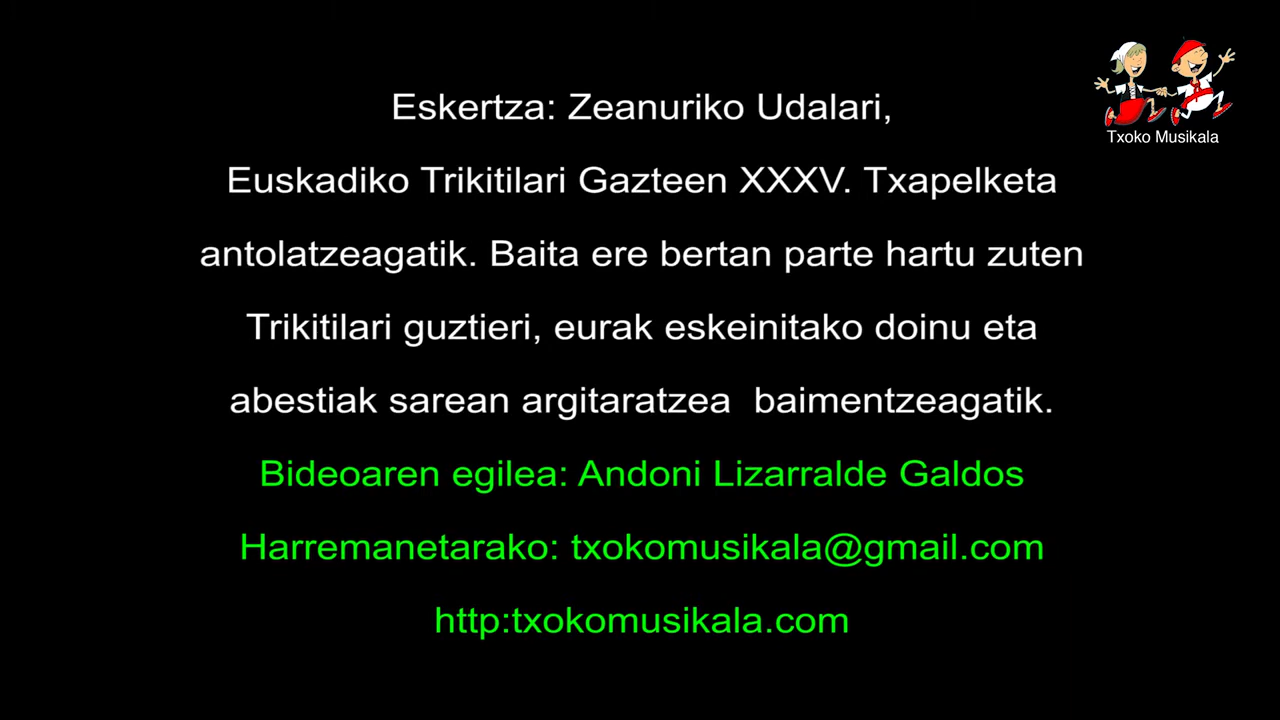 Txoko Musikala
Eskertza: Zeanuriko Udalari,
Euskadiko Trikitilari Gazteen XXXV. Txapelketa
antolatzeagatik. Baita ere bertan parte hartu zuten
Trikitilari guztieri, eurak eskeinitako doinu eta
abestiak sarean argitaratzea  baimentzeagatik.
Bideoaren egilea: Andoni Lizarralde Galdos
Harremanetarako: txokomusikala@gmail.com
http:txokomusikala.com